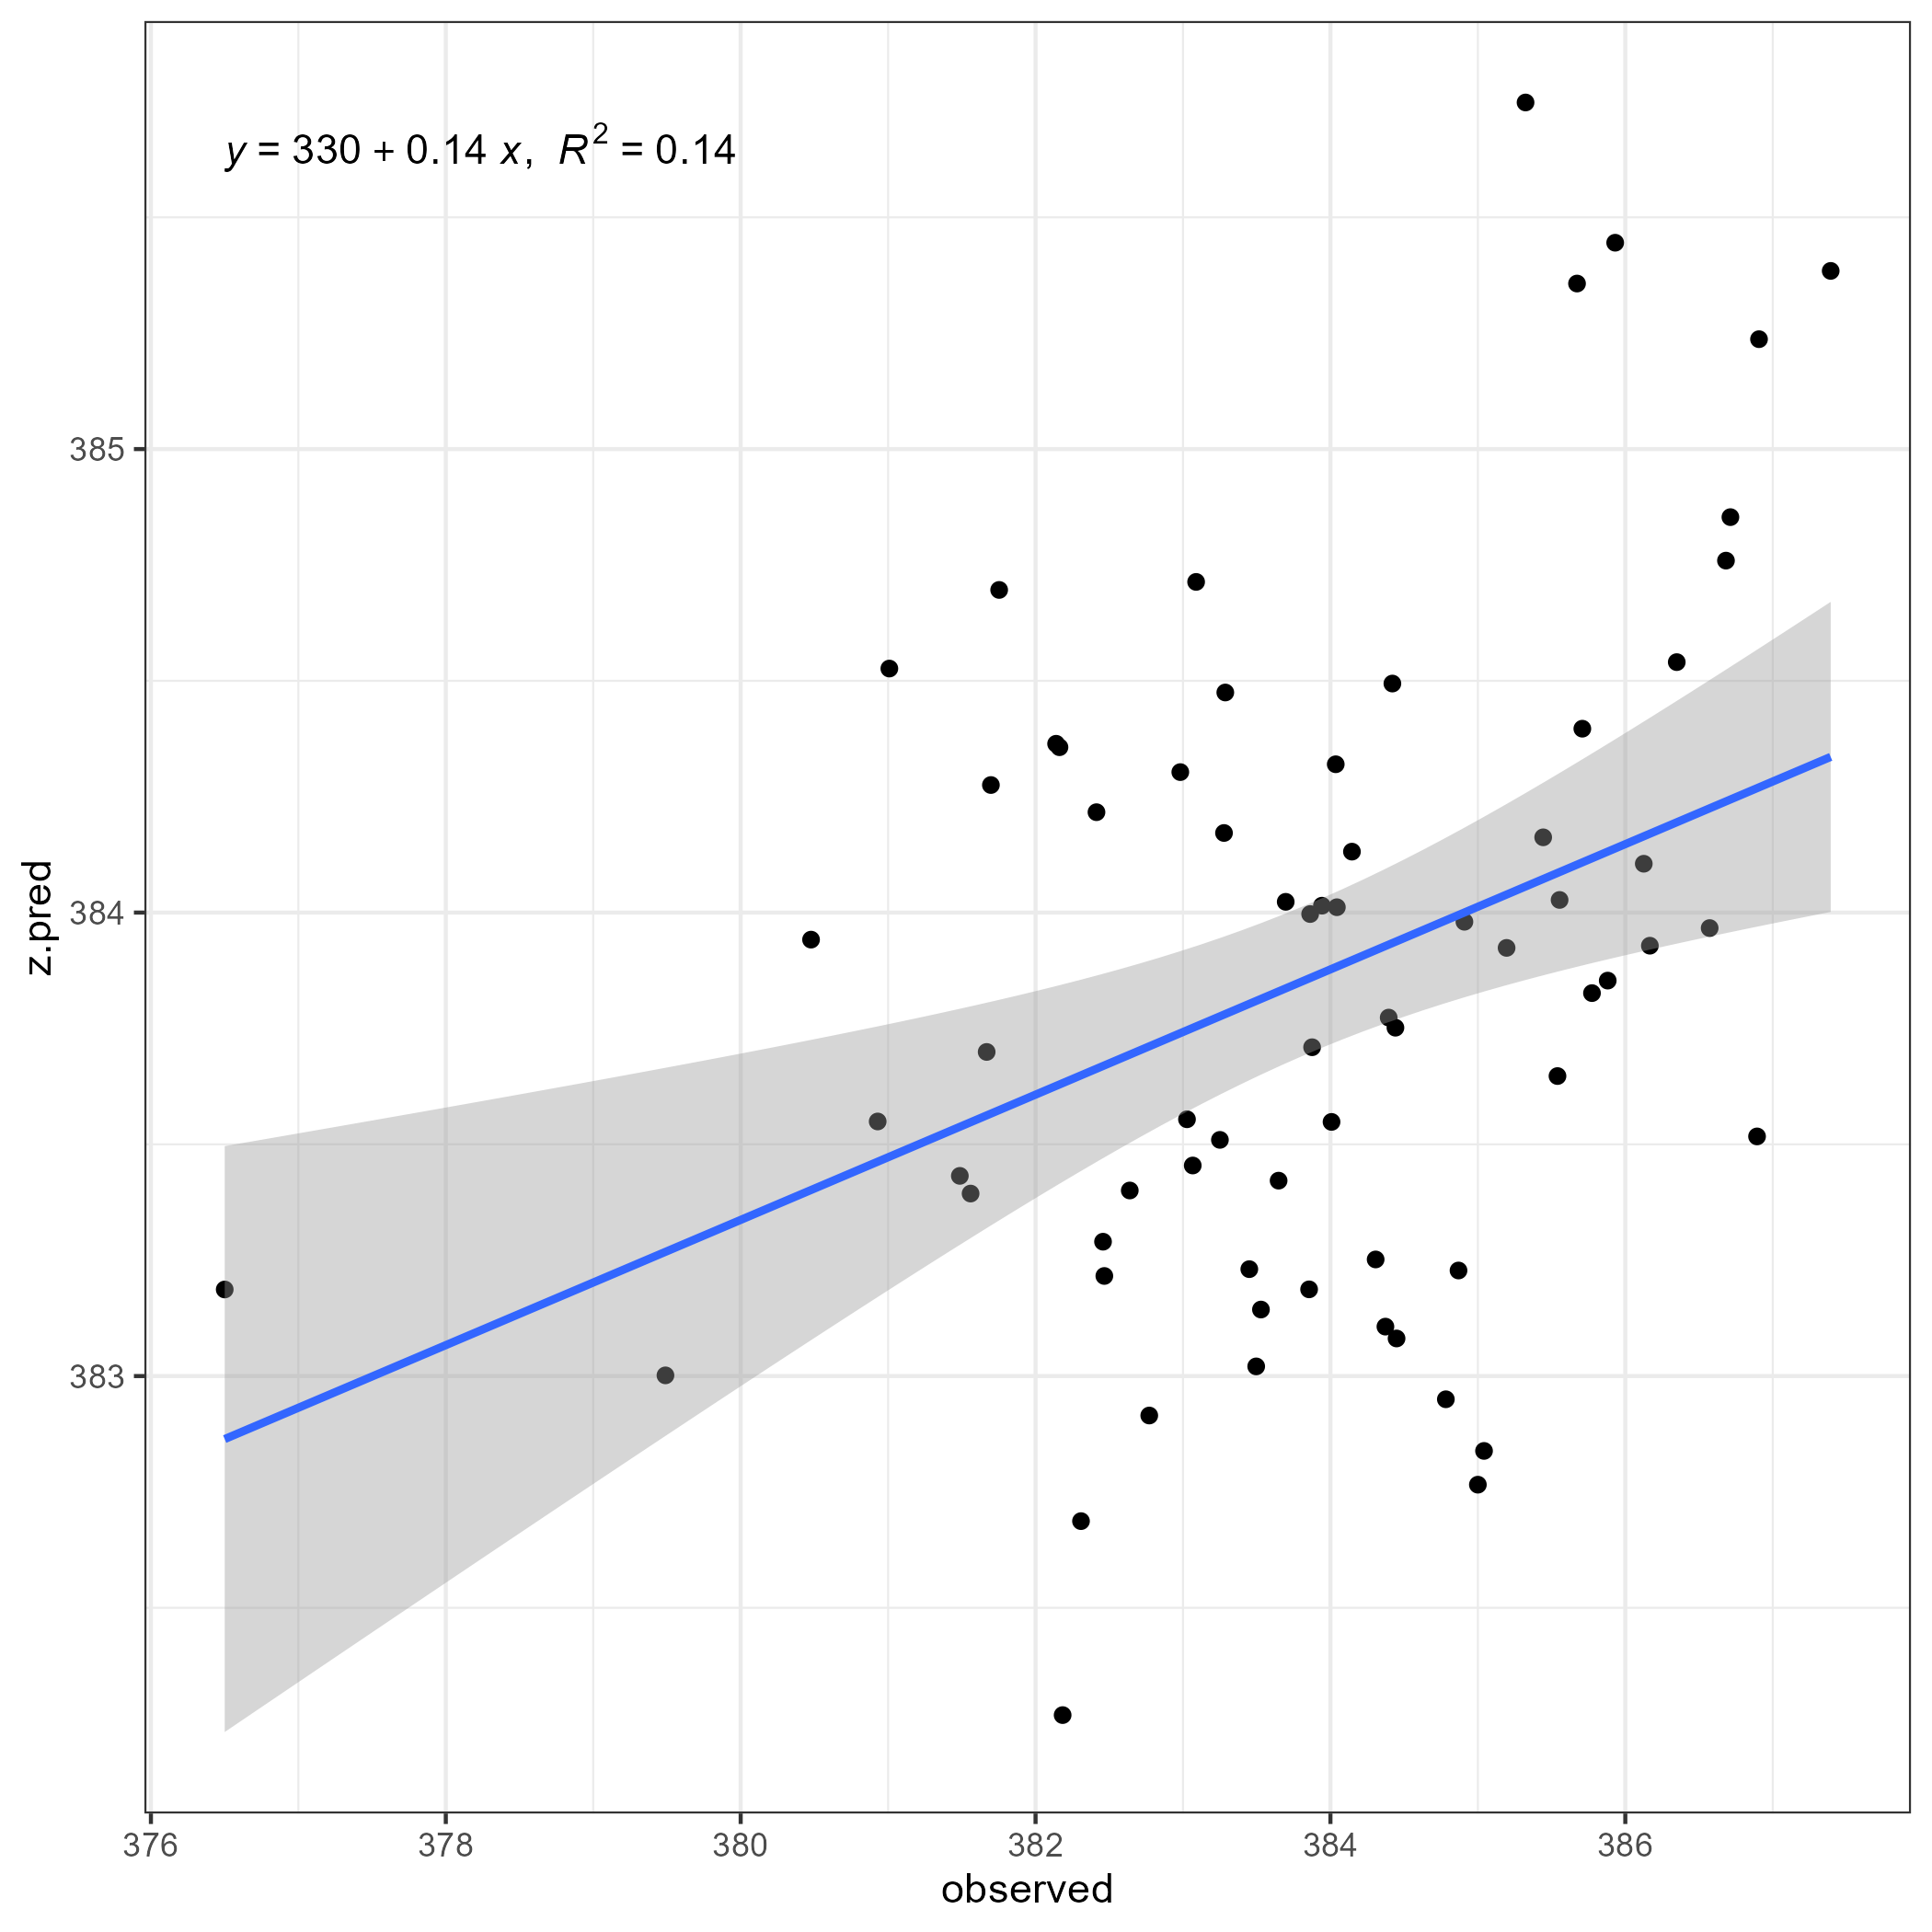 y = 330 + 0.14 x,  R² = 0.14
385
384
383
z.pred
376 378 380 382 384 386
observed